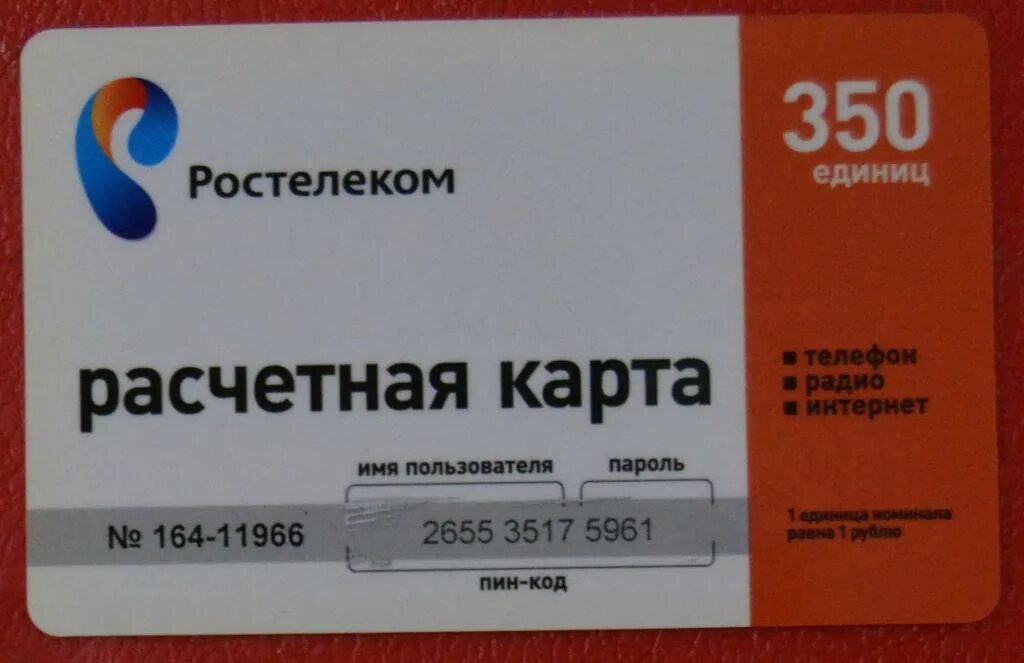 Ростелеком
350
единиц
расчетная карта
▪ телефон
▪ радио
▪ интернет
имя пользователя пароль
№ 164-11966 2655 3517 5961
пин-код
1 единица номинала
равна 1 рублю